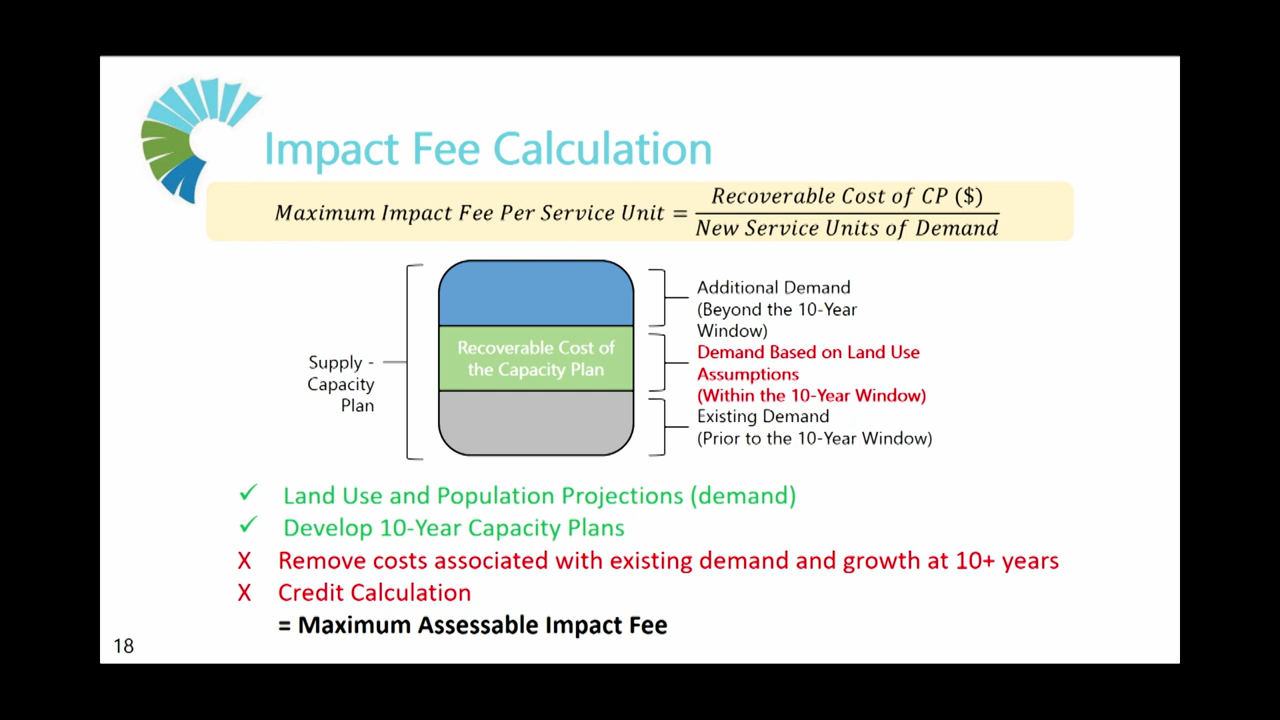 Impact Fee Calculation
Maximum Impact Fee Per Service Unit = Recoverable Cost of CP ($)
New Service Units of Demand
Supply -
Capacity
Plan
Recoverable Cost of
the Capacity Plan
Additional Demand
(Beyond the 10-Year
Window)
Demand Based on Land Use
Assumptions
(Within the 10-Year Window)
Existing Demand
(Prior to the 10-Year Window)
✓ Land Use and Population Projections (demand)
✓ Develop 10-Year Capacity Plans
X Remove costs associated with existing demand and growth at 10+ years
X Credit Calculation
= Maximum Assessable Impact Fee
18